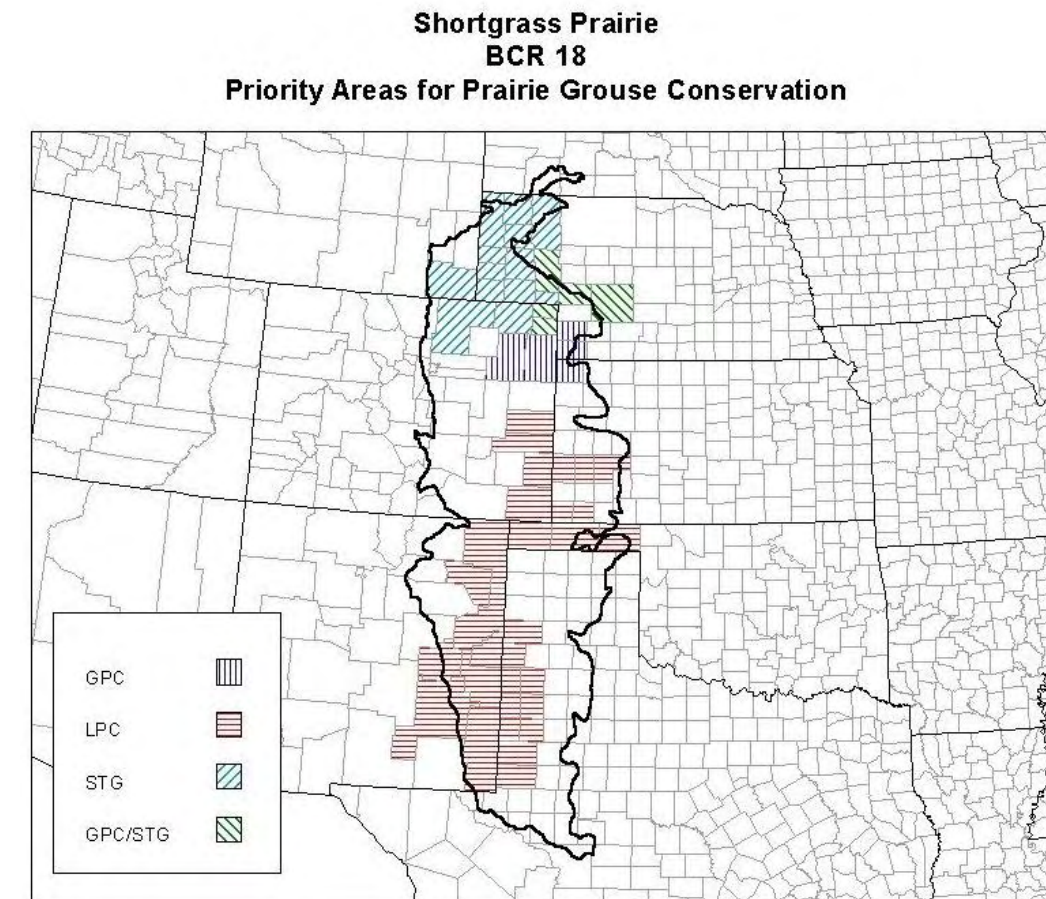 Shortgrass Prairie
BCR 18
Priority Areas for Prairie Grouse Conservation
GPC
LPC
STG
GPC/STG